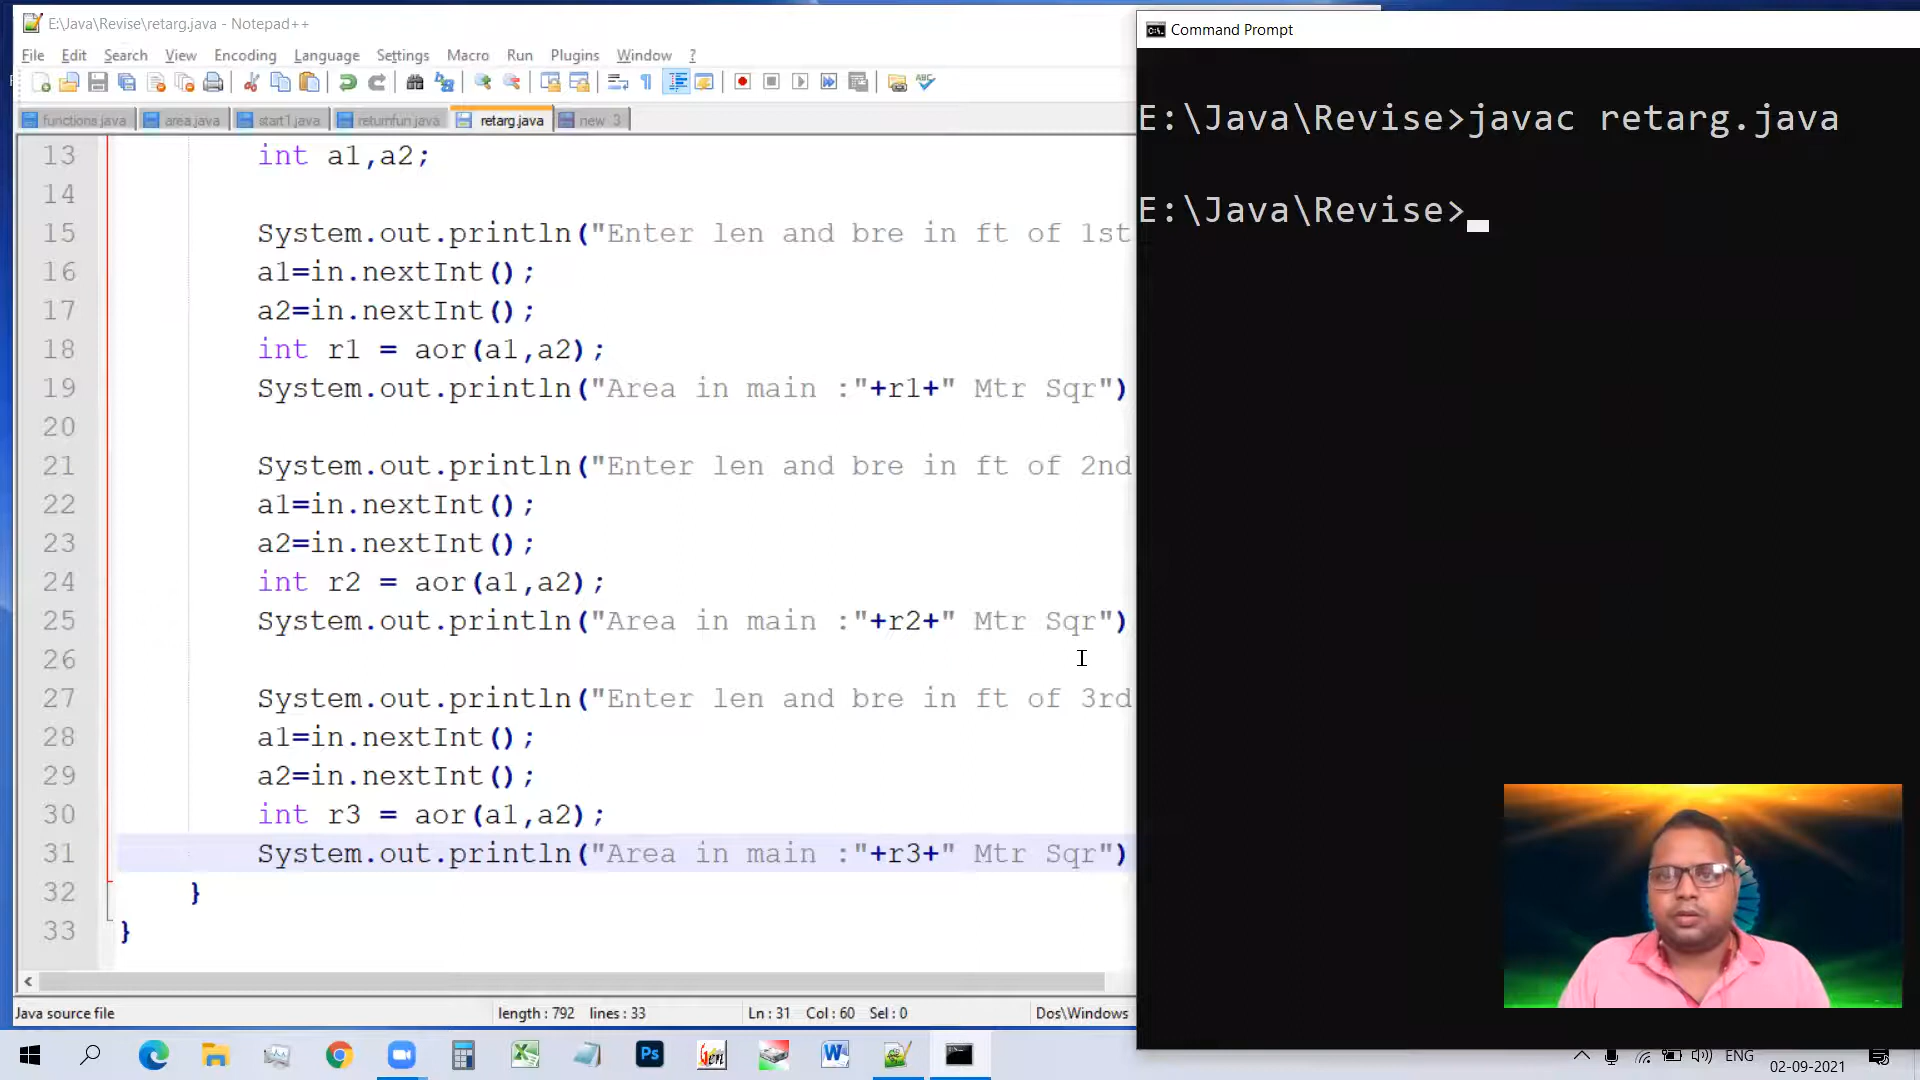 E:\Java\Revise\retarg.java - Notepad++
File Edit Search View Encoding Language Settings Macro Run Plugins Window ?
functions.java area.java start1.java returnfun.java retarg.java new 3
13 int a1,a2;
14
15 System.out.println("Enter len and bre in ft of 1st
16 a1=in.nextInt();
17 a2=in.nextInt();
18 int r1 = aor(a1,a2);
19 System.out.println("Area in main :"+r1+" Mtr Sqr")
20
21 System.out.println("Enter len and bre in ft of 2nd
22 a1=in.nextInt();
23 a2=in.nextInt();
24 int r2 = aor(a1,a2);
25 System.out.println("Area in main :"+r2+" Mtr Sqr")
26
27 System.out.println("Enter len and bre in ft of 3rd
28 a1=in.nextInt();
29 a2=in.nextInt();
30 int r3 = aor(a1,a2);
31 System.out.println("Area in main :"+r3+" Mtr Sqr")
32 }
33 }
Java source file length : 792 lines : 33 Ln : 31 Col : 60 Sel : 0 Dos\Windows
Command Prompt
E:\Java\Revise>javac retarg.java
E:\Java\Revise>
ENG
02-09-2021